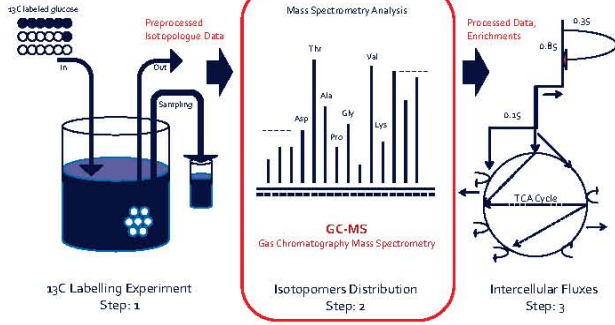 13C labeled glucose
In
Out
Sampling
Preprocessed
Isotopologue Data
13C Labelling Experiment
Step: 1
Mass Spectrometry Analysis
Thr
Val
Ala
Gly
Asp
Pro
Lys
GC-MS
Gas Chromatography Mass Spectrometry
Isotopomers Distribution
Step: 2
Processed Data,
Enrichments
0.35
0.85
0.15
TCA Cycle
Intercellular Fluxes
Step: 3